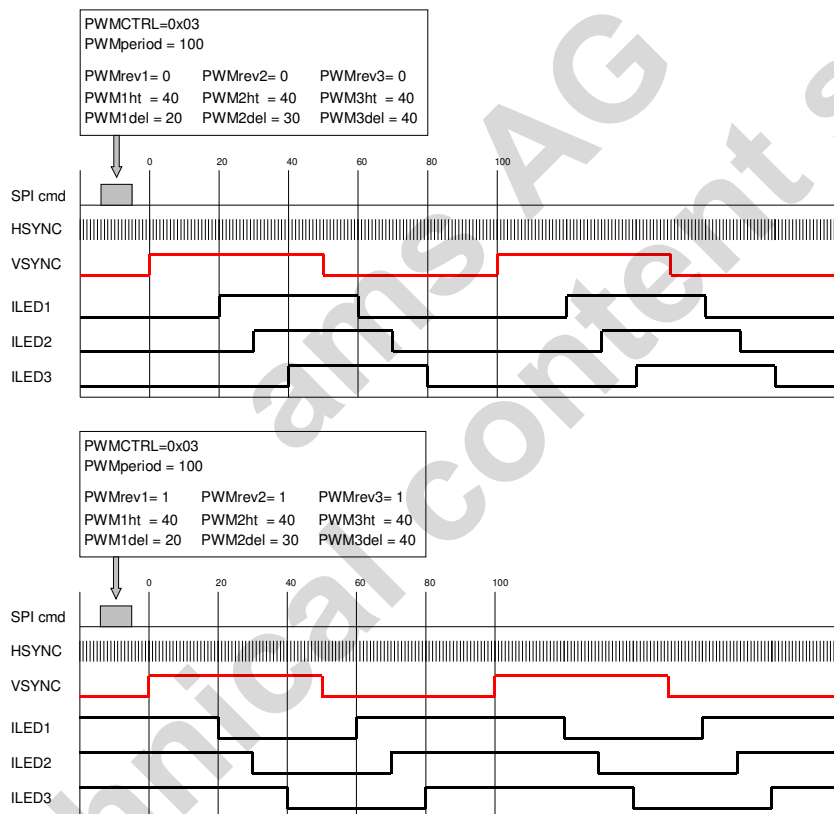 PWMCTRL=0x03
PWMperiod = 100
PWMrev1= 0 PWMrev2= 0 PWMrev3= 0
PWM1ht = 40 PWM2ht = 40 PWM3ht = 40
PWM1del = 20 PWM2del = 30 PWM3del = 40
0 20 40 60 80 100
SPI cmd
HSYNC
VSYNC
ILED1
ILED2
ILED3
PWMCTRL=0x03
PWMperiod = 100
PWMrev1= 1 PWMrev2= 1 PWMrev3= 1
PWM1ht = 40 PWM2ht = 40 PWM3ht = 40
PWM1del = 20 PWM2del = 30 PWM3del = 40
0 20 40 60 80 100
SPI cmd
HSYNC
VSYNC
ILED1
ILED2
ILED3
ams AG
content